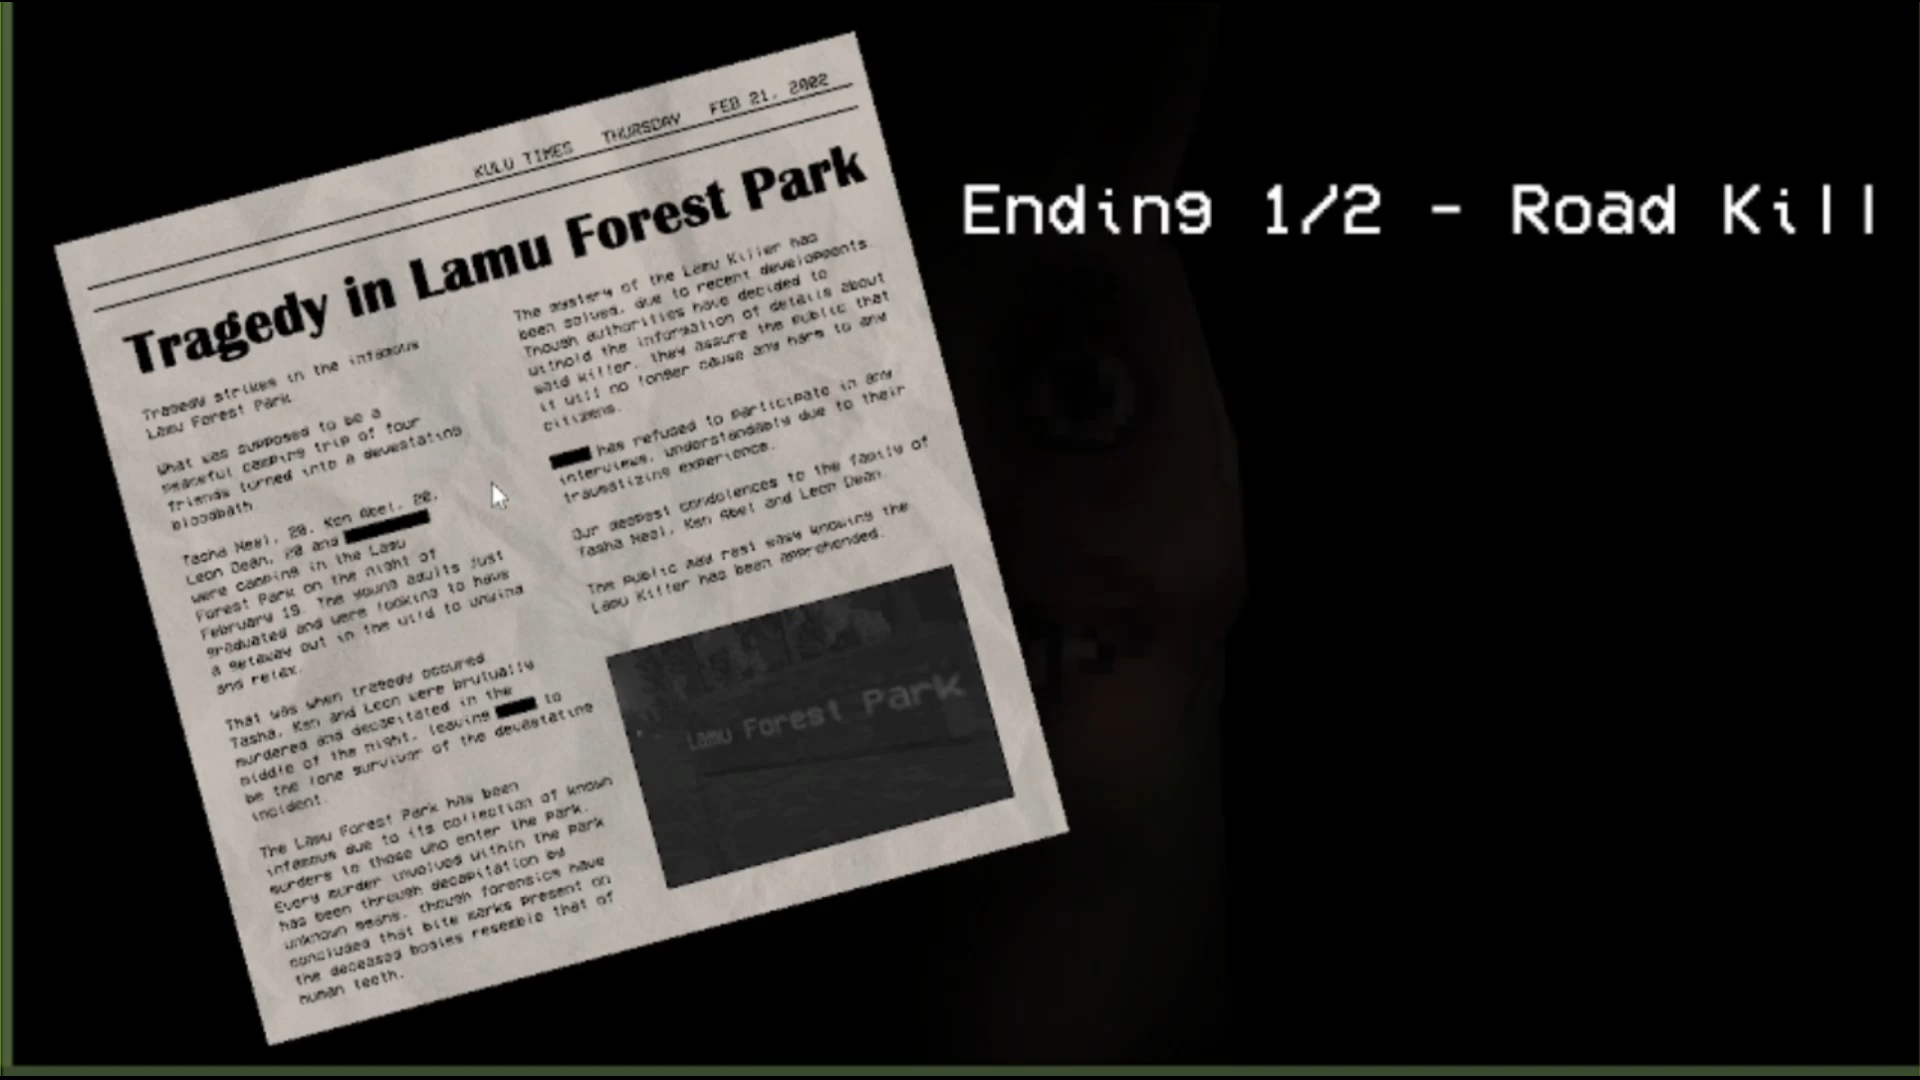 KULU TIMES THURSDAY FEB 21, 2002
Tragedy in Lamu Forest Park
Tragedy strikes in the infamous
Lamu Forest Park.
What was supposed to be a
peaceful camping trip of four
friends turned into a devastating
bloodbath.
Tasha Neal, 20, Ken Abel, 20,
Leon Dean, 20 and
were camping in the Lamu
Forest Park on the night of
February 19. The young adults just
graduated and were looking to have
a getaway out in the wild to unwind
and relax.
That was when tragedy occured
Tasha, Ken and Leon were brutually
murdered and decapitated in the
middle of the night, leaving to
be the lone survivor of the devastating
incident.
The Lamu Forest Park has been
infamous due to its collection of known
murders to those who enter the park.
Every murder involved within the park
has been through decapitation by
unknown means, though forensics have
concluded that bite marks present on
the deceased bodies resemble that of
human teeth.
The mystery of the Lamu Killer has
been solved, due to recent developments.
Though authorities have decided to
withold the information of details about
said killer, they assure the public that
it will no longer cause any harm to any
citizens.
has refused to participate in any
interviews, understandably due to their
traumatizing experience.
Our deepest condolences to the family of
Tasha Neal, Ken Abel and Leon Dean.
The public may rest easy knowing the
Lamu Killer has been apprehended.
Lamu Forest Park
Ending 1/2 - Road Kill